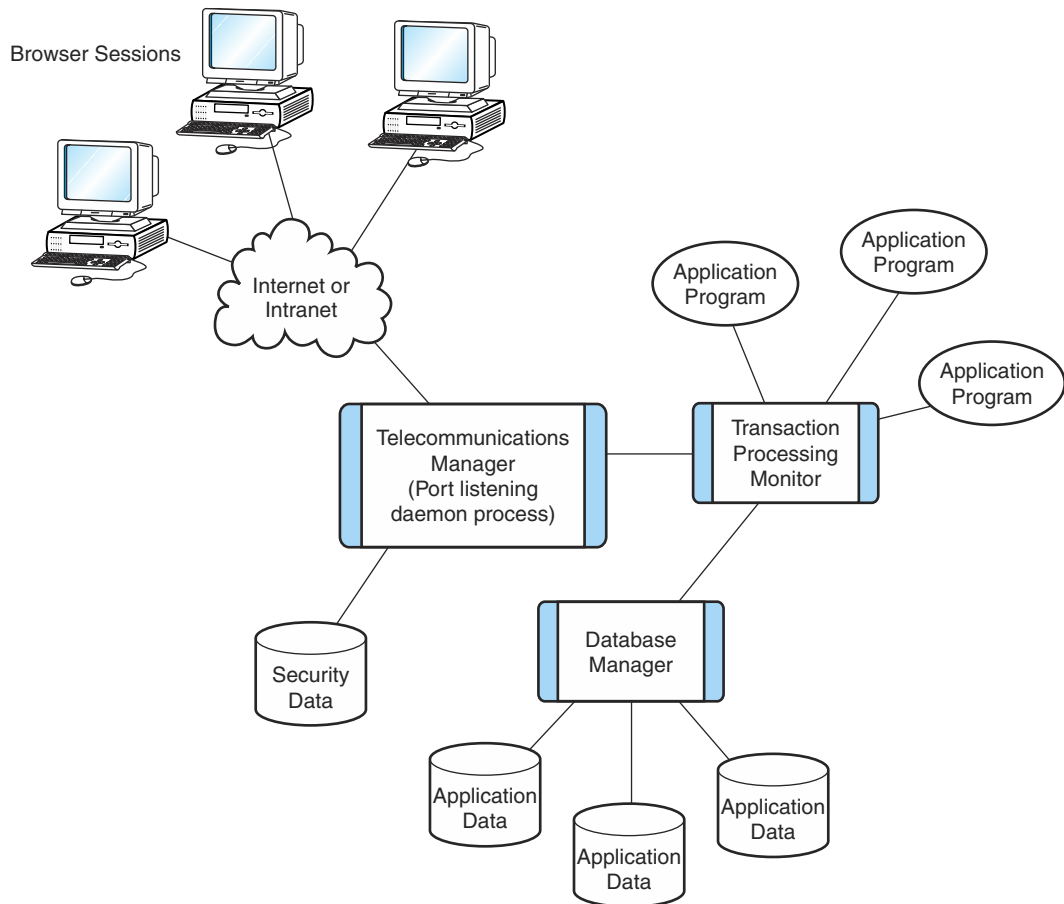 Browser Sessions
Internet or
Intranet
Application
Program
Application
Program
Application
Program
Telecommunications
Manager
(Port listening
daemon process)
Transaction
Processing
Monitor
Database
Manager
Security
Data
Application
Data
Application
Data
Application
Data